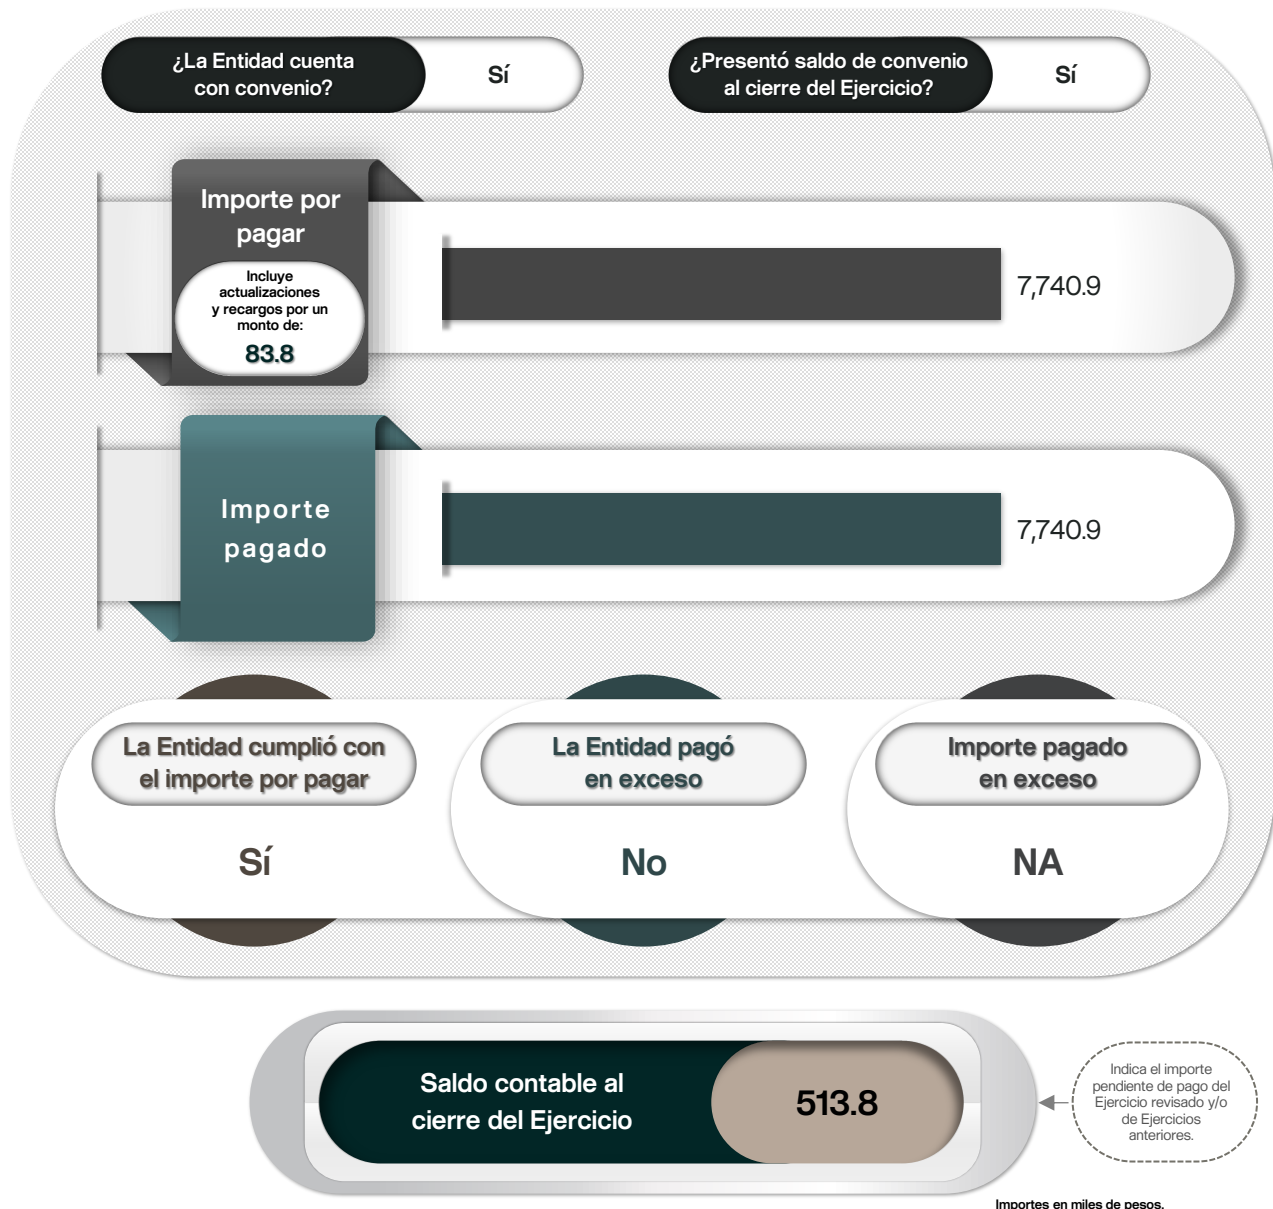 ¿La Entidad cuenta
con convenio?
Sí
¿Presentó saldo de convenio
al cierre del Ejercicio?
Sí
Importe por
pagar
Incluye
actualizaciones
y recargos por un
monto de:
83.8
7,740.9
Importe
pagado
7,740.9
La Entidad cumplió con
el importe por pagar
Sí
La Entidad pagó
en exceso
No
Importe pagado
en exceso
NA
Saldo contable al
cierre del Ejercicio
513.8
Indica el importe
pendiente de pago del
Ejercicio revisado y/o
de Ejercicios
anteriores.
Importes en miles de pesos.